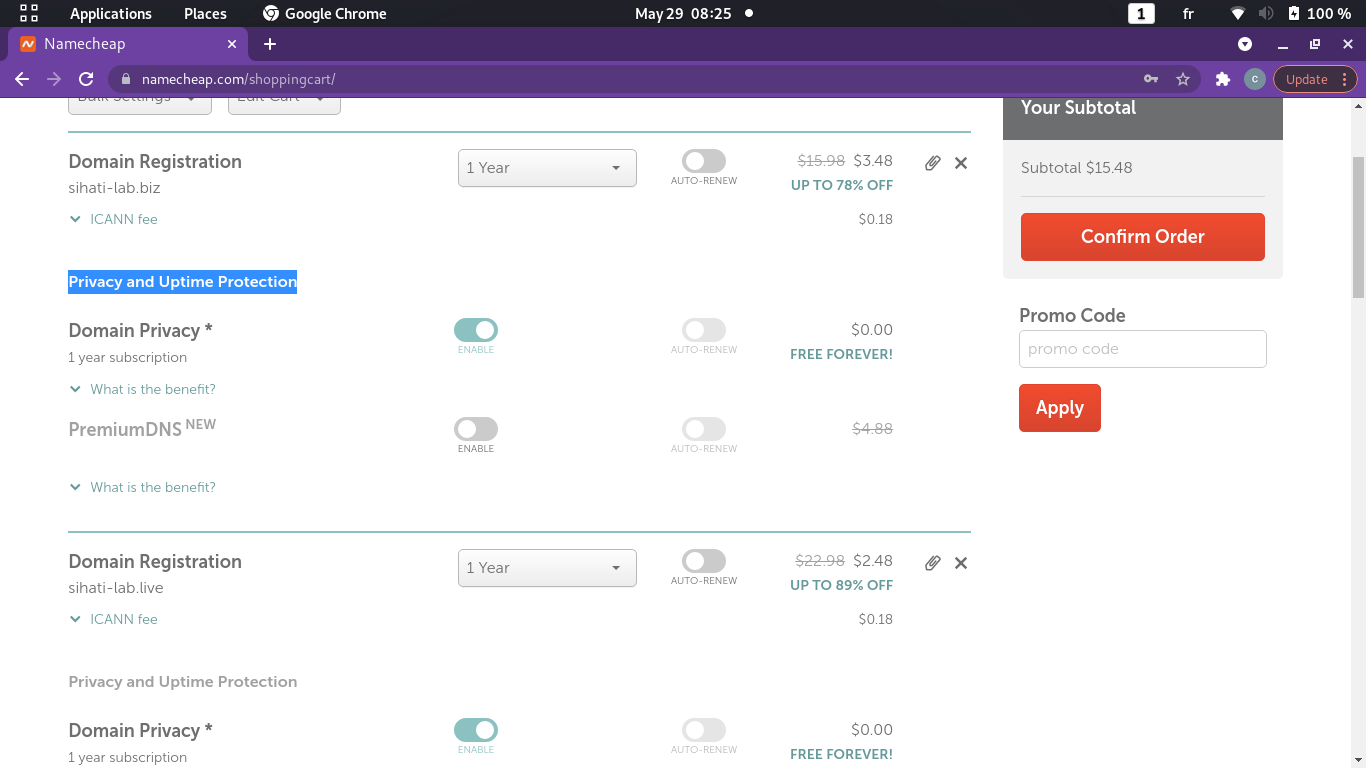 Applications Places Google Chrome May 29 08:25 1 fr 100 %
Namecheap
namecheap.com/shoppingcart/ c Update
Bulk Settings Edit Cart
Your Subtotal
Subtotal $15.48
Confirm Order
Promo Code
promo code
Apply
Domain Registration 1 Year $15.98 $3.48
sihati-lab.biz AUTO-RENEW UP TO 78% OFF
ICANN fee $0.18
Privacy and Uptime Protection
Domain Privacy * $0.00
1 year subscription ENABLE AUTO-RENEW FREE FOREVER!
What is the benefit?
PremiumDNS NEW $4.88
ENABLE AUTO-RENEW
What is the benefit?
Domain Registration 1 Year $22.98 $2.48
sihati-lab.live AUTO-RENEW UP TO 89% OFF
ICANN fee $0.18
Privacy and Uptime Protection
Domain Privacy * $0.00
1 year subscription ENABLE AUTO-RENEW FREE FOREVER!